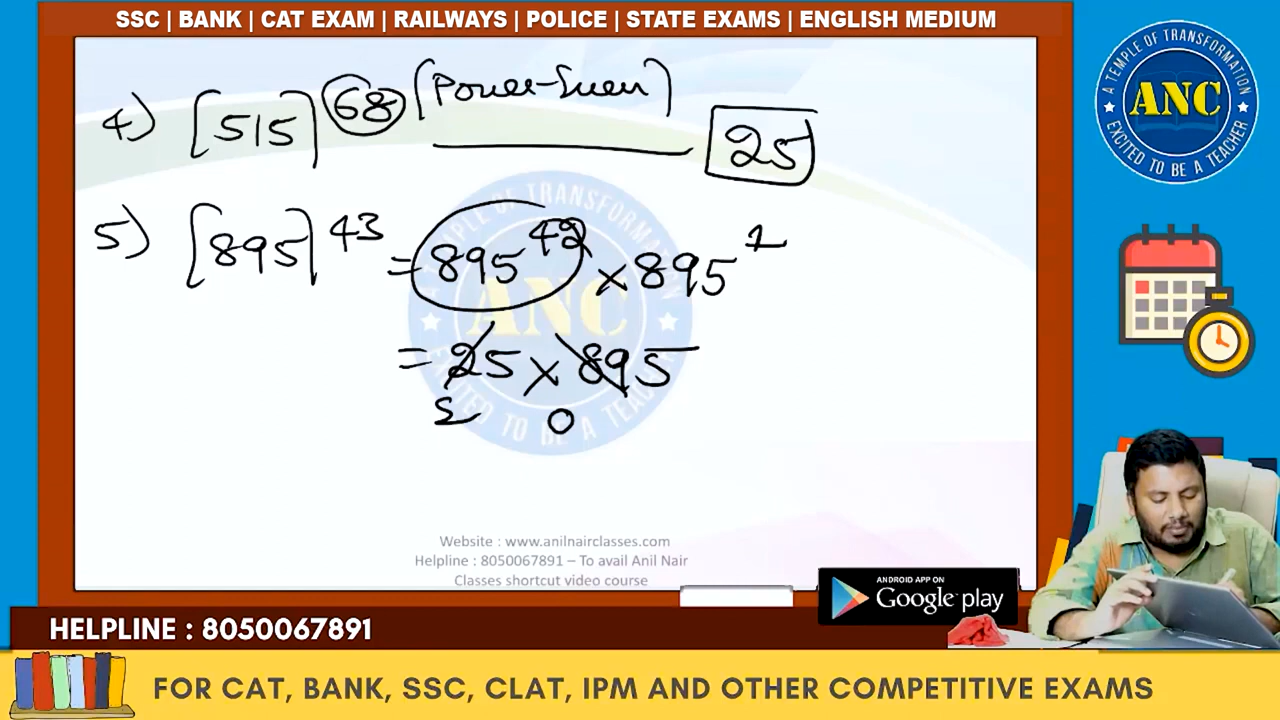 SSC | BANK | CAT EXAM | RAILWAYS | POLICE | STATE EXAMS | ENGLISH MEDIUM
A TEMPLE OF TRANSFORMATION
ANC
EXCITED TO BE A TEACHER
4) [515]^68 [Power-Even] 25
5) [895]^43 = 895^42 × 895^1
= 25 × 895
2 0
Website : www.anilnairclasses.com
Helpline : 8050067891 – To avail Anil Nair
Classes shortcut video course
ANDROID APP ON
Google play
HELPLINE : 8050067891
FOR CAT, BANK, SSC, CLAT, IPM AND OTHER COMPETITIVE EXAMS